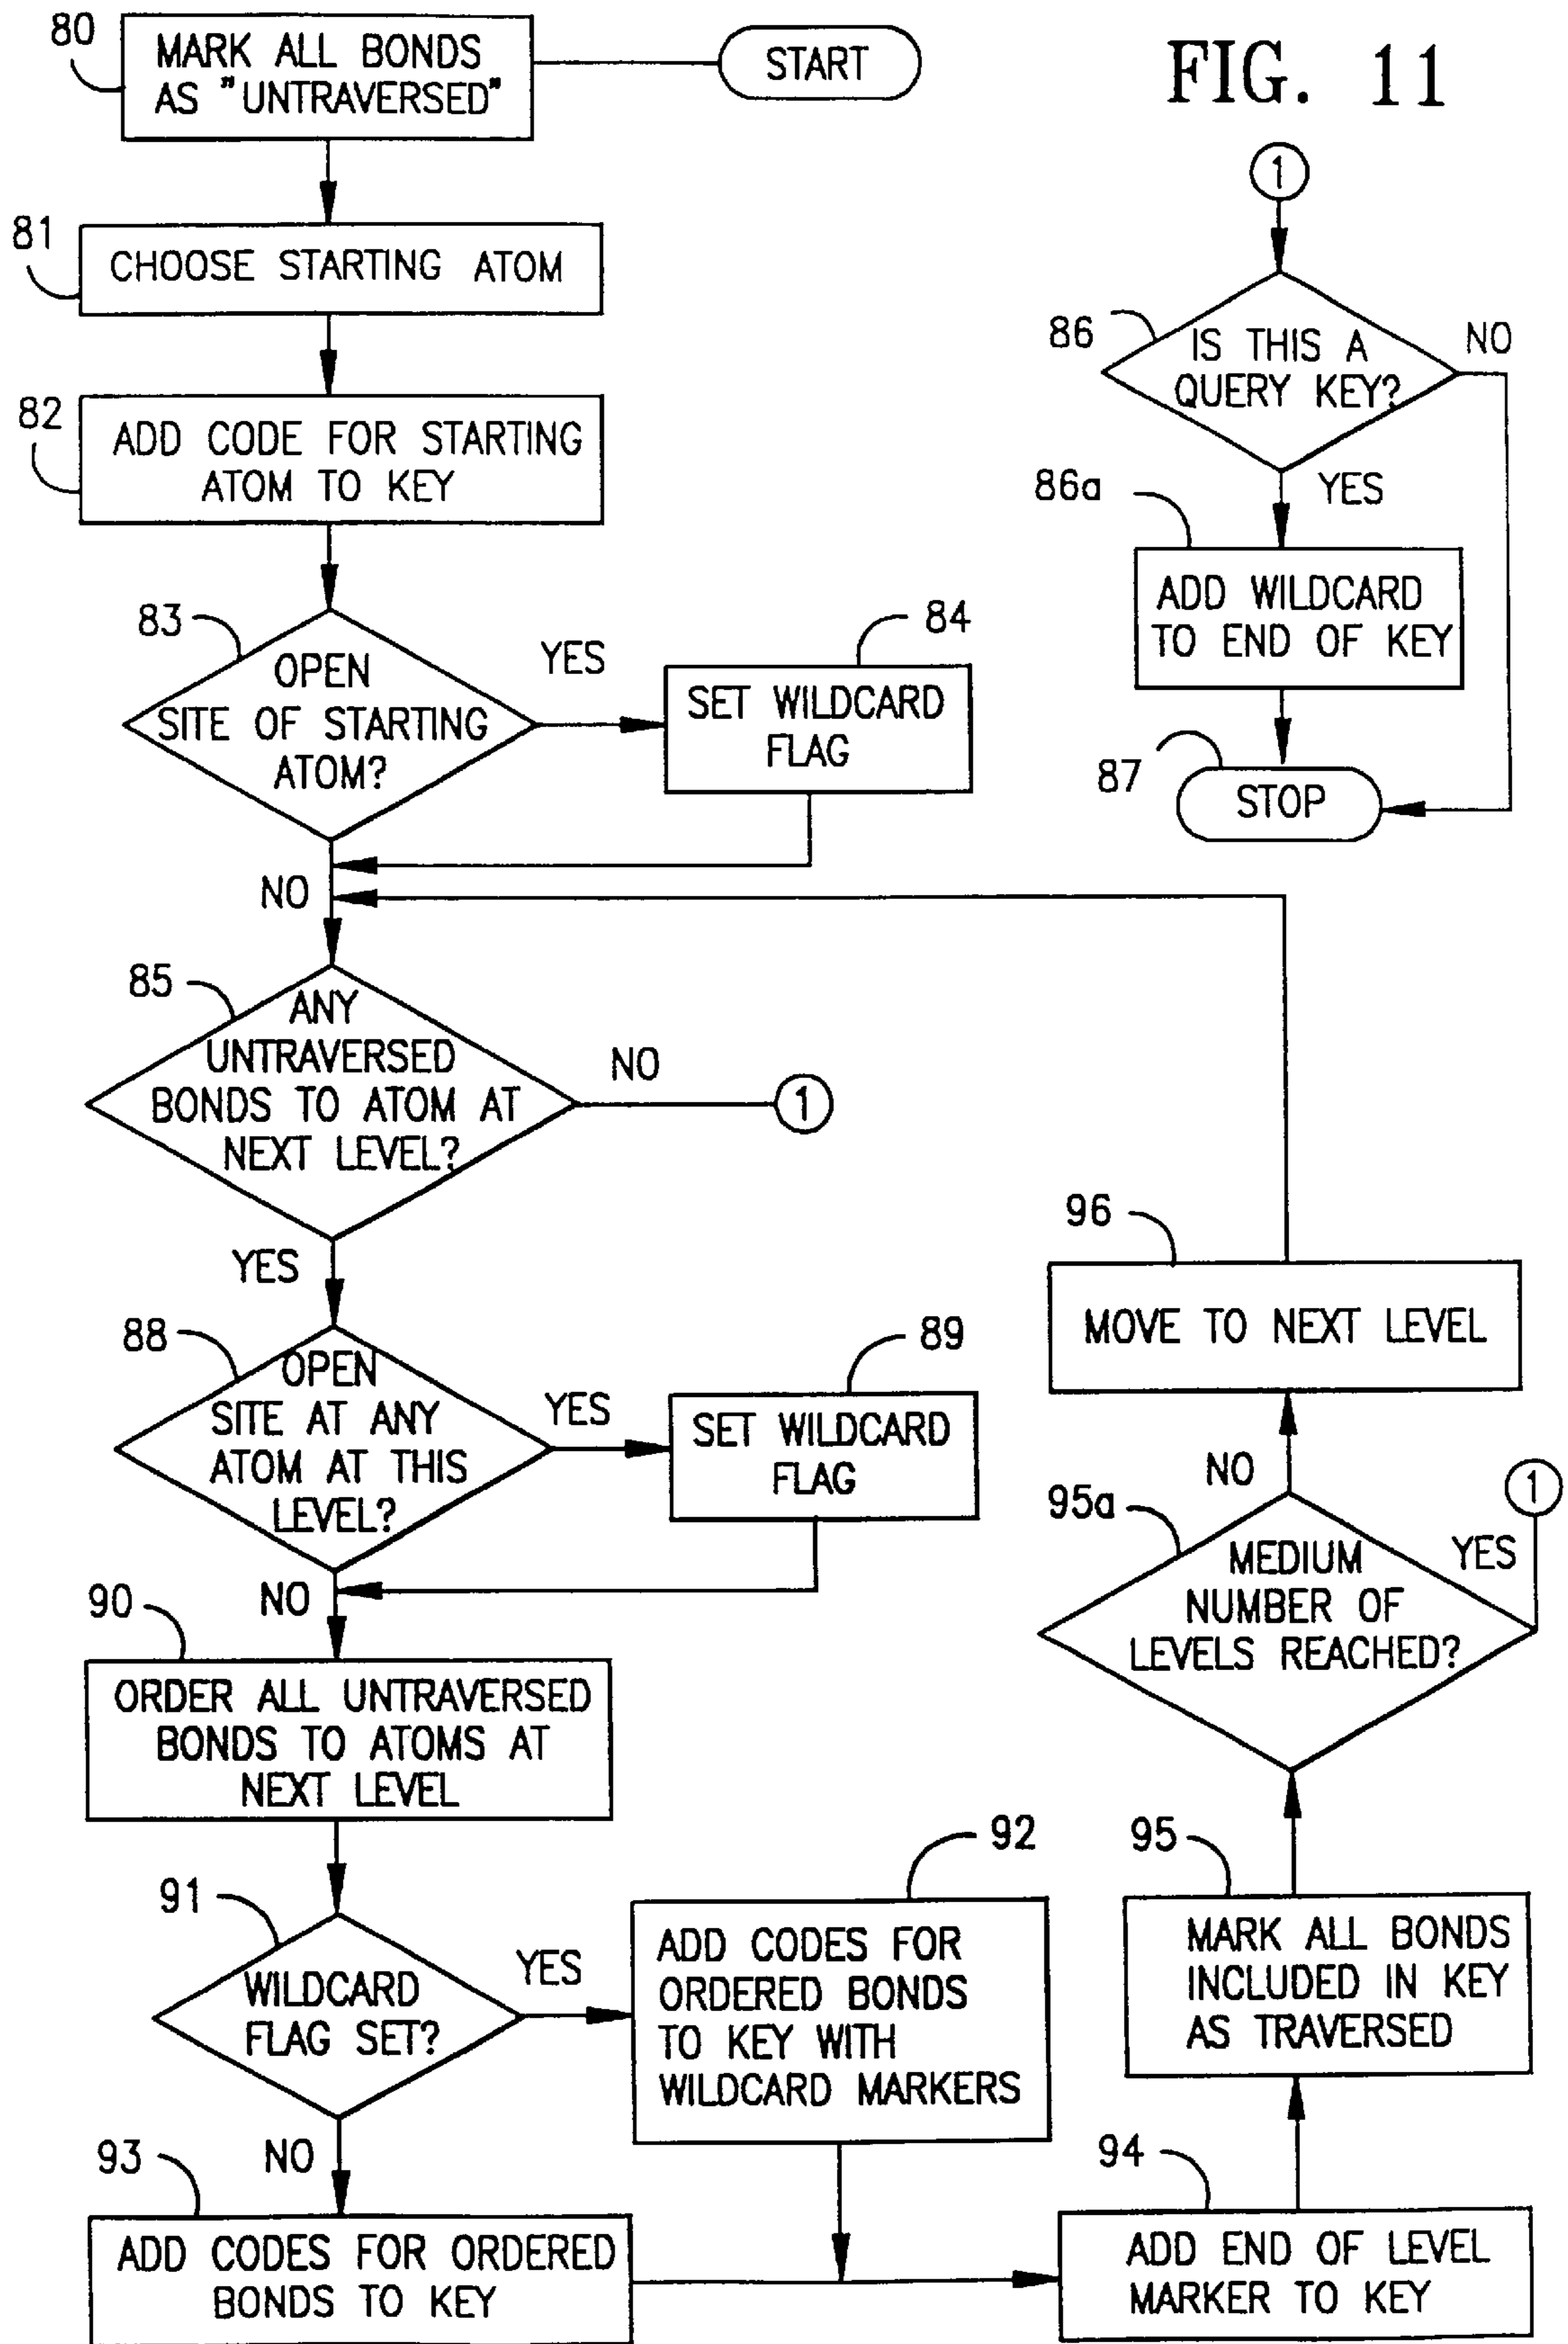 FIG. 11
80
MARK ALL BONDS
AS "UNTRAVERSED"
START
81
CHOOSE STARTING ATOM
82
ADD CODE FOR STARTING
ATOM TO KEY
83
OPEN
SITE OF STARTING
ATOM?
YES
84
SET WILDCARD
FLAG
NO
85
ANY
UNTRAVERSED
BONDS TO ATOM AT
NEXT LEVEL?
NO
1
YES
88
OPEN
SITE AT ANY
ATOM AT THIS
LEVEL?
YES
89
SET WILDCARD
FLAG
NO
90
ORDER ALL UNTRAVERSED
BONDS TO ATOMS AT
NEXT LEVEL
91
WILDCARD
FLAG SET?
YES
92
ADD CODES FOR
ORDERED BONDS
TO KEY WITH
WILDCARD MARKERS
NO
93
ADD CODES FOR ORDERED
BONDS TO KEY
94
ADD END OF LEVEL
MARKER TO KEY
95
MARK ALL BONDS
INCLUDED IN KEY
AS TRAVERSED
95a
MEDIUM
NUMBER OF
LEVELS REACHED?
YES
1
NO
96
MOVE TO NEXT LEVEL
1
86
IS THIS A
QUERY KEY?
NO
YES
86a
ADD WILDCARD
TO END OF KEY
87
STOP